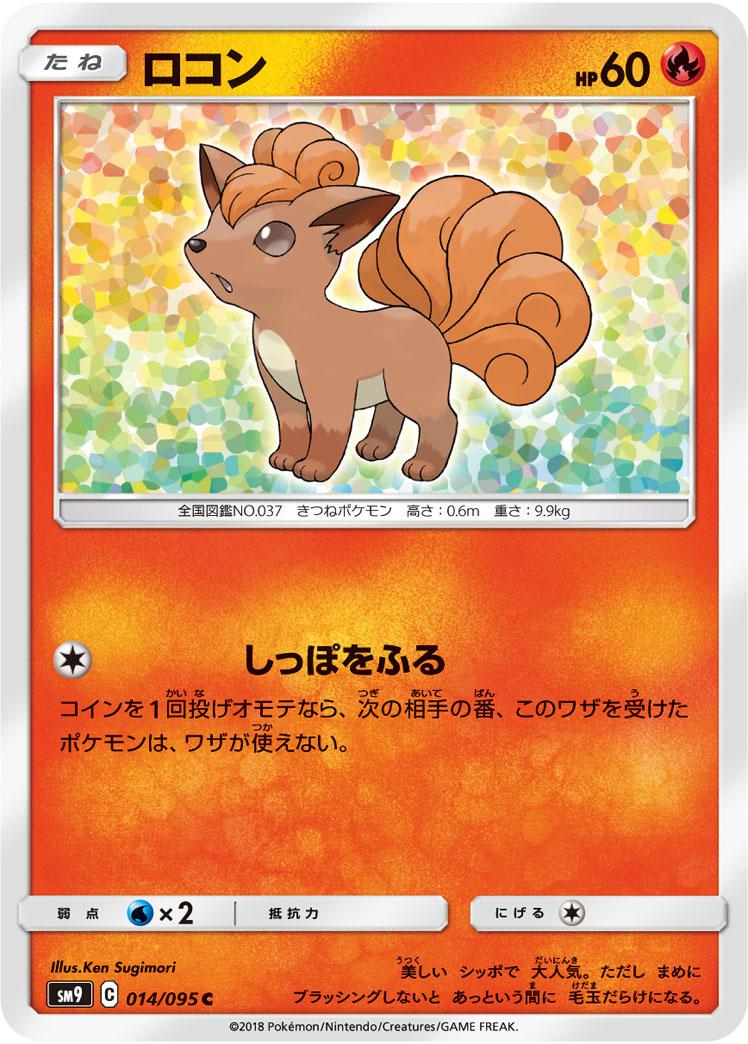 たね ロコン HP60
全国図鑑NO.037 きつねポケモン 高さ：0.6m 重さ：9.9kg
しっぽをふる
コインを1回投げオモテなら、次の相手の番、このワザを受けた
ポケモンは、ワザが使えない。
弱点 ×2 抵抗力 にげる
Illus.Ken Sugimori
美しい シッポで 大人気。ただし まめに
ブラッシングしないと あっという間に 毛玉だらけになる。
SM9 C 014/095 C
©2018 Pokémon/Nintendo/Creatures/GAME FREAK.